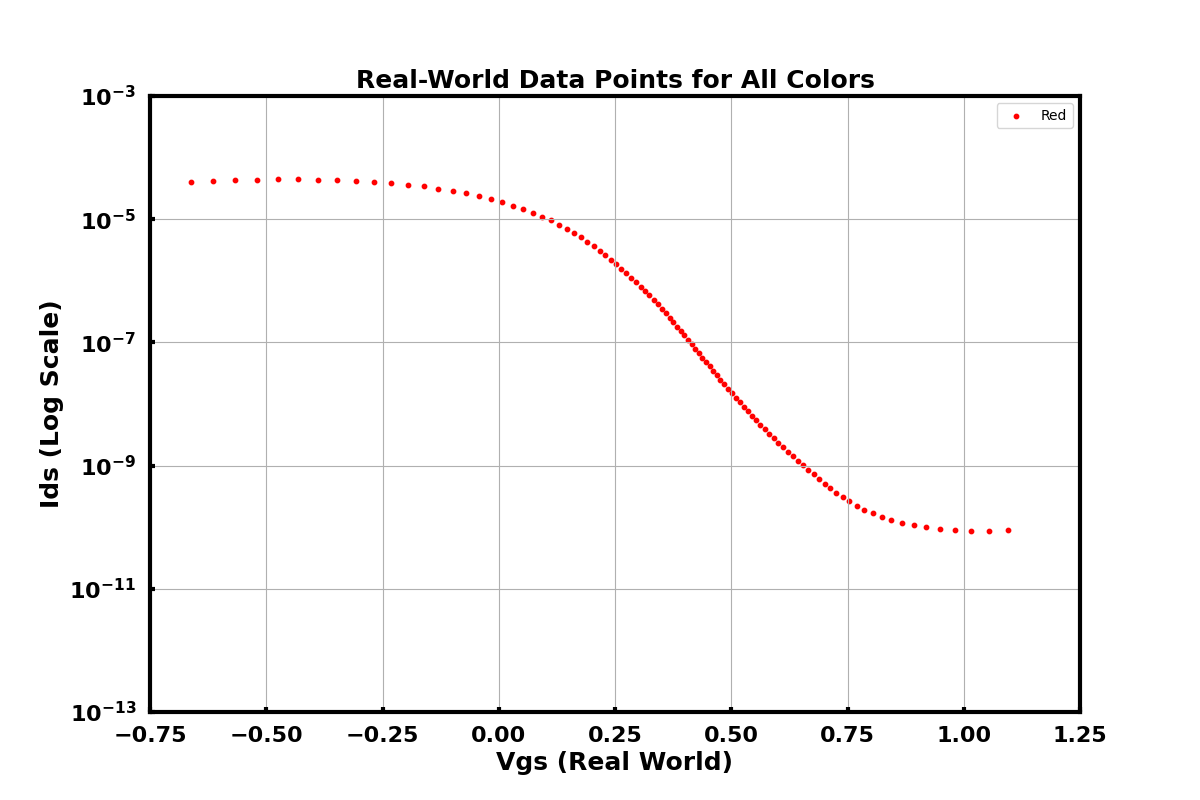 Real-World Data Points for All Colors
Red
10⁻³
10⁻⁵
10⁻⁷
10⁻⁹
10⁻¹¹
10⁻¹³
Ids (Log Scale)
−0.75 −0.50 −0.25 0.00 0.25 0.50 0.75 1.00 1.25
Vgs (Real World)